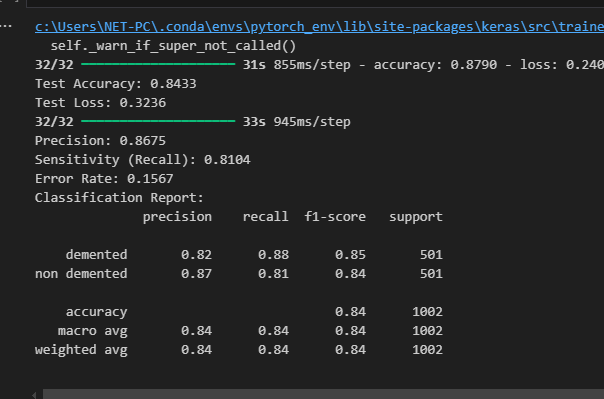 c:\Users\NET-PC\.conda\envs\pytorch_env\lib\site-packages\keras\src\traine
self._warn_if_super_not_called()
32/32 ━━━━━━━━━━━━━━━━━━━━ 31s 855ms/step - accuracy: 0.8790 - loss: 0.240
Test Accuracy: 0.8433
Test Loss: 0.3236
32/32 ━━━━━━━━━━━━━━━━━━━━ 33s 945ms/step
Precision: 0.8675
Sensitivity (Recall): 0.8104
Error Rate: 0.1567
Classification Report:
precision recall f1-score support
demented 0.82 0.88 0.85 501
non demented 0.87 0.81 0.84 501
accuracy 0.84 1002
macro avg 0.84 0.84 0.84 1002
weighted avg 0.84 0.84 0.84 1002